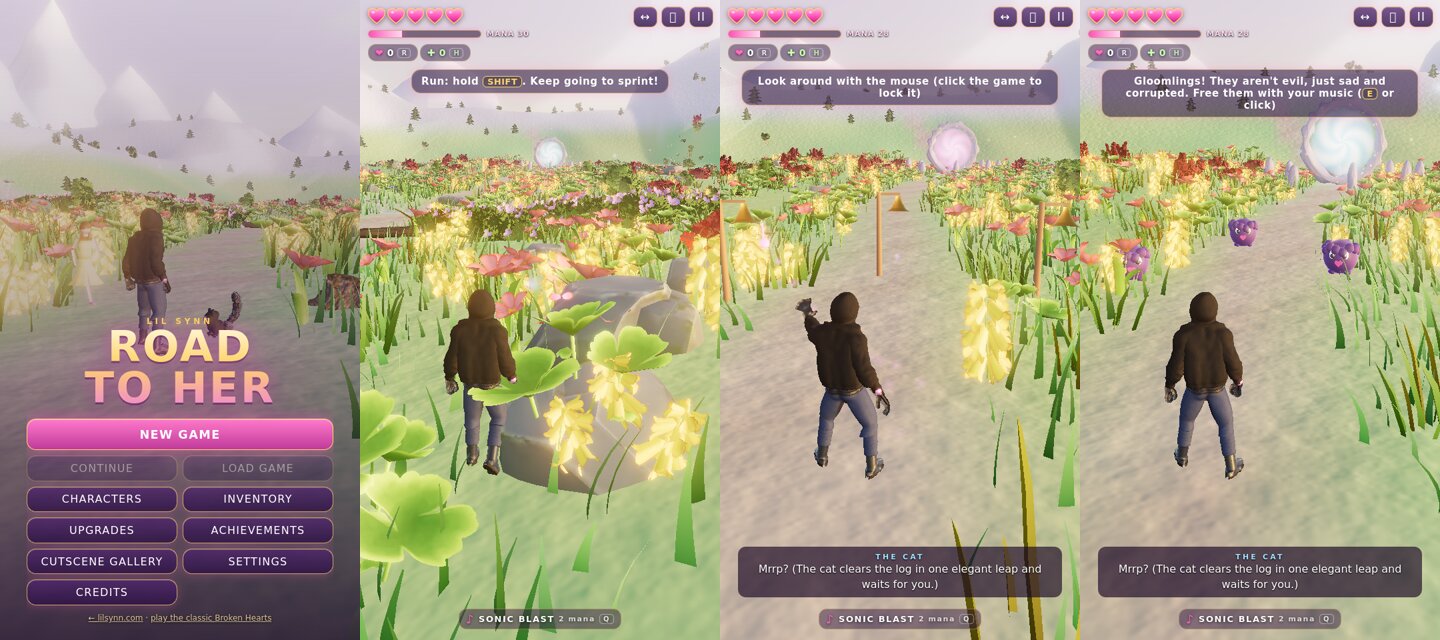 LIL SYNN
ROAD
TO HER
NEW GAME
CONTINUE
LOAD GAME
CHARACTERS
INVENTORY
UPGRADES
ACHIEVEMENTS
CUTSCENE GALLERY
SETTINGS
CREDITS
← lilsynn.com · play the classic Broken Hearts
MANA 30
0 R
+ 0 H
Run: hold SHIFT. Keep going to sprint!
SONIC BLAST 2 mana Q
MANA 28
0 R
+ 0 H
Look around with the mouse (click the game to
lock it)
THE CAT
Mrrp? (The cat clears the log in one elegant leap and
waits for you.)
SONIC BLAST 2 mana Q
MANA 28
0 R
+ 0 H
Gloomlings! They aren't evil, just sad and
corrupted. Free them with your music (E or
click)
THE CAT
Mrrp? (The cat clears the log in one elegant leap and
waits for you.)
SONIC BLAST 2 mana Q